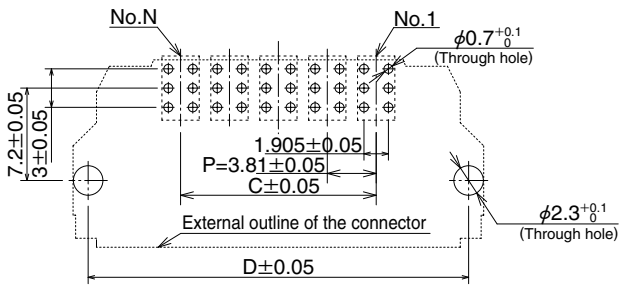 No.N
No.1
ϕ0.7+0.1 0
(Through hole)
7.2±0.05
3±0.05
1.905±0.05
P=3.81±0.05
C±0.05
External outline of the connector
ϕ2.3+0.1 0
(Through hole)
D±0.05